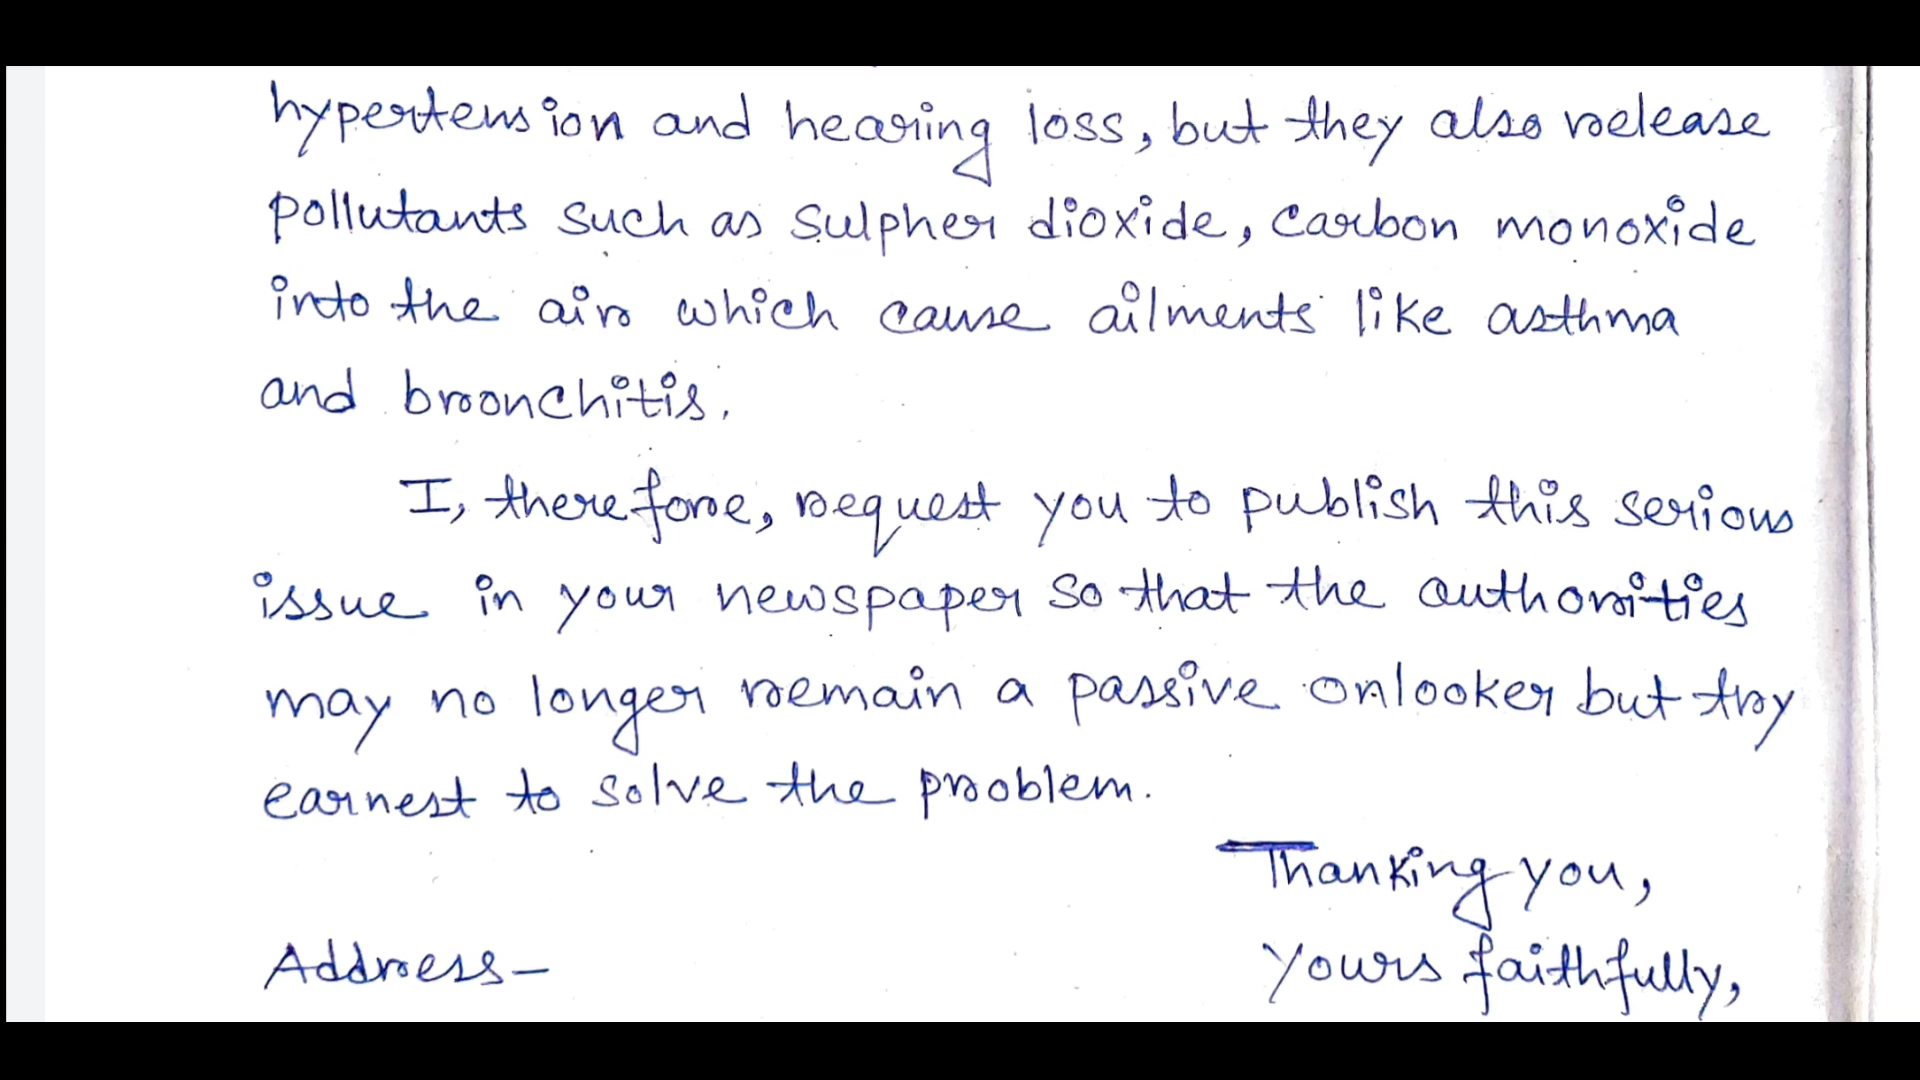 hypertension and hearing loss, but they also release
pollutants such as sulpher dioxide, carbon monoxide
into the air which cause ailments like asthma
and bronchitis.
I, therefore, request you to publish this serious
issue in your newspaper so that the authorities
may no longer remain a passive onlooker but try
earnest to solve the problem.
Thanking you,
Address- Yours faithfully,